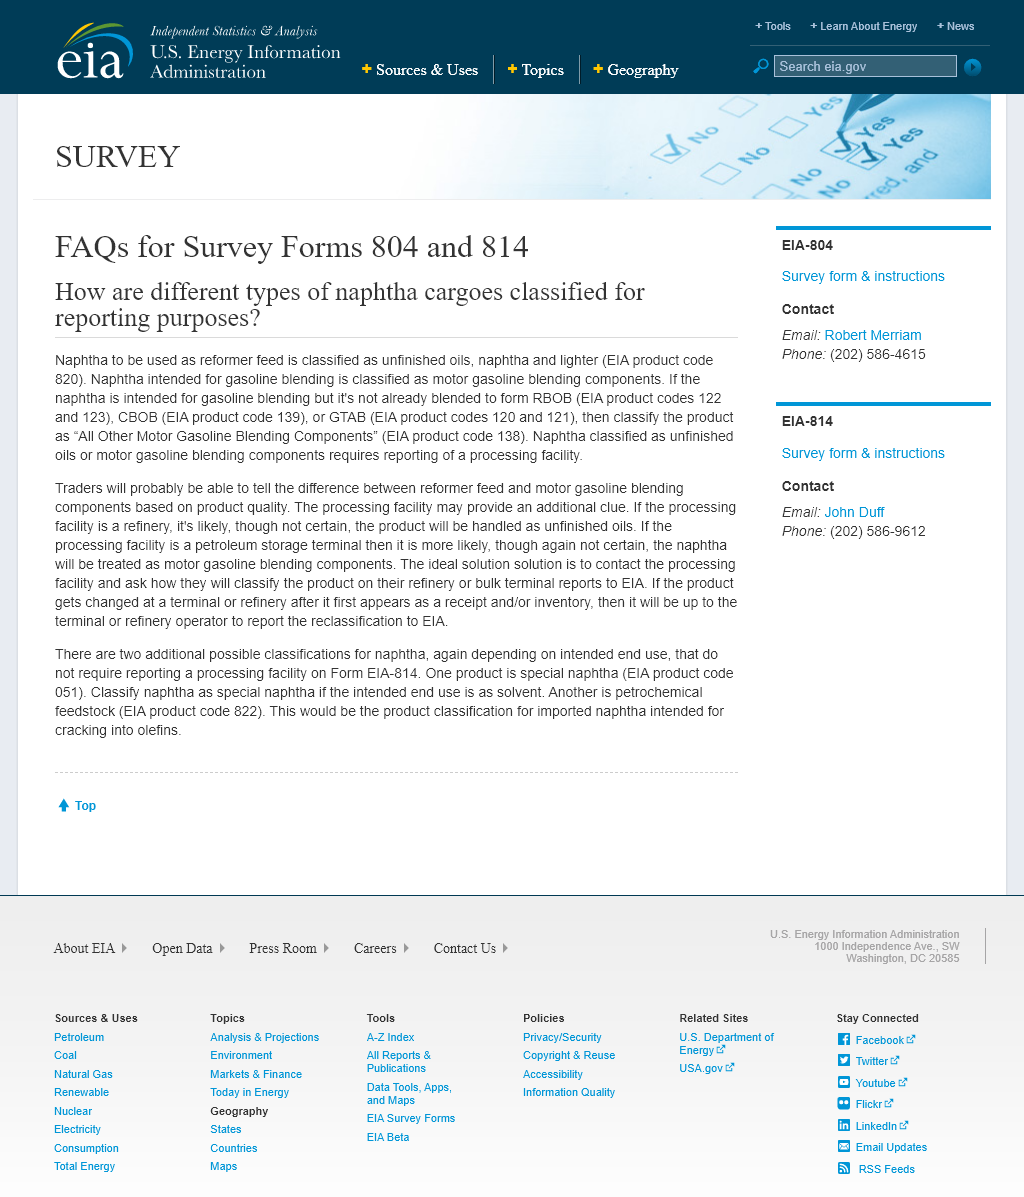 eia
Independent Statistics & Analysis
U.S. Energy Information
Administration
+ Sources & Uses
+ Topics
+ Geography
+ Tools
+ Learn About Energy
+ News
Search eia.gov
SURVEY
No
No
Yes
Yes
No
No
Yes
red, and
FAQs for Survey Forms 804 and 814
How are different types of naphtha cargoes classified for
reporting purposes?
Naphtha to be used as reformer feed is classified as unfinished oils, naphtha and lighter (EIA product code
820). Naphtha intended for gasoline blending is classified as motor gasoline blending components. If the
naphtha is intended for gasoline blending but it's not already blended to form RBOB (EIA product codes 122
and 123), CBOB (EIA product code 139), or GTAB (EIA product codes 120 and 121), then classify the product
as “All Other Motor Gasoline Blending Components” (EIA product code 138). Naphtha classified as unfinished
oils or motor gasoline blending components requires reporting of a processing facility.
Traders will probably be able to tell the difference between reformer feed and motor gasoline blending
components based on product quality. The processing facility may provide an additional clue. If the processing
facility is a refinery, it's likely, though not certain, the product will be handled as unfinished oils. If the
processing facility is a petroleum storage terminal then it is more likely, though again not certain, the naphtha
will be treated as motor gasoline blending components. The ideal solution solution is to contact the processing
facility and ask how they will classify the product on their refinery or bulk terminal reports to EIA. If the product
gets changed at a terminal or refinery after it first appears as a receipt and/or inventory, then it will be up to the
terminal or refinery operator to report the reclassification to EIA.
There are two additional possible classifications for naphtha, again depending on intended end use, that do
not require reporting a processing facility on Form EIA-814. One product is special naphtha (EIA product code
051). Classify naphtha as special naphtha if the intended end use is as solvent. Another is petrochemical
feedstock (EIA product code 822). This would be the product classification for imported naphtha intended for
cracking into olefins.
Top
EIA-804
Survey form & instructions
Contact
Email: Robert Merriam
Phone: (202) 586-4615
EIA-814
Survey form & instructions
Contact
Email: John Duff
Phone: (202) 586-9612
About EIA
Open Data
Press Room
Careers
Contact Us
U.S. Energy Information Administration
1000 Independence Ave., SW
Washington, DC 20585
Sources & Uses
Petroleum
Coal
Natural Gas
Renewable
Nuclear
Electricity
Consumption
Total Energy
Topics
Analysis & Projections
Environment
Markets & Finance
Today in Energy
Geography
States
Countries
Maps
Tools
A-Z Index
All Reports &
Publications
Data Tools, Apps,
and Maps
EIA Survey Forms
EIA Beta
Policies
Privacy/Security
Copyright & Reuse
Accessibility
Information Quality
Related Sites
U.S. Department of
Energy
USA.gov
Stay Connected
Facebook
Twitter
Youtube
Flickr
LinkedIn
Email Updates
RSS Feeds